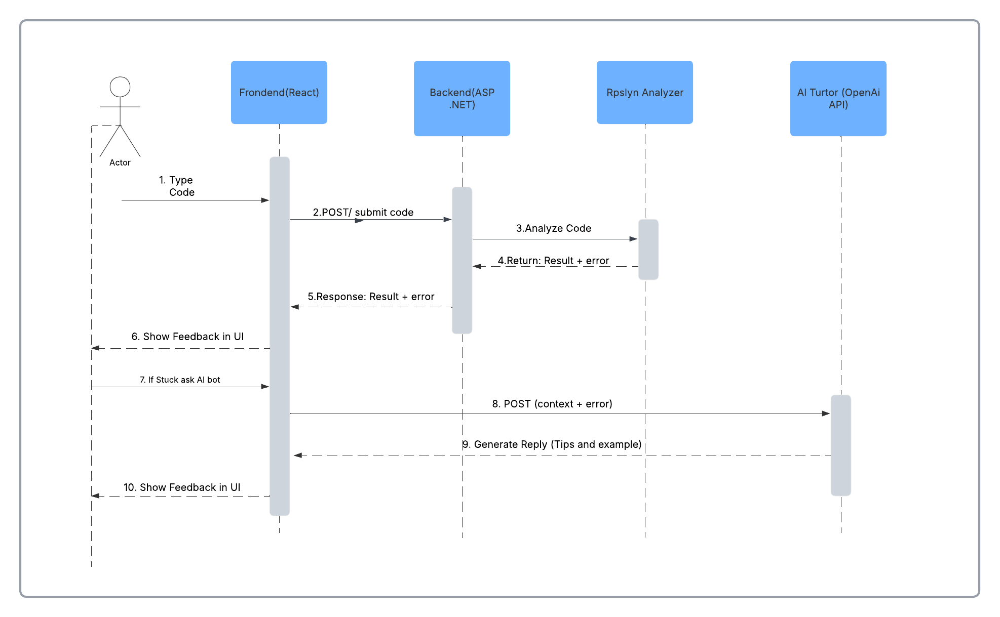 Frondend(React)
Backend(ASP
.NET)
Rpslyn Analyzer
AI Turtor (OpenAi
API)
Actor
1. Type
Code
2.POST/ submit code
3.Analyze Code
4.Return: Result + error
5.Response: Result + error
6. Show Feedback in UI
7. If Stuck ask AI bot
8. POST (context + error)
9. Generate Reply (Tips and example)
10. Show Feedback in UI